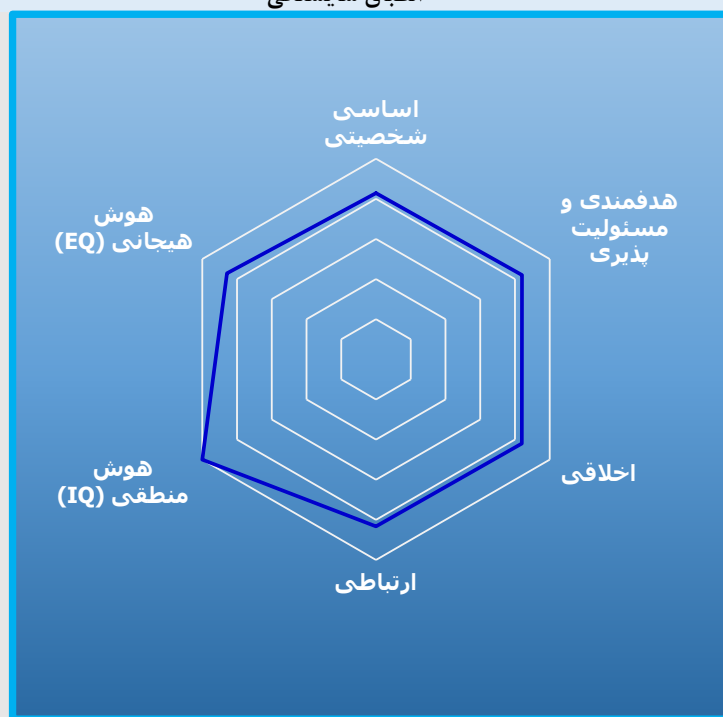 اساسی
شخصیتی
هدفمندی و
مسئولیت
پذیری
اخلاقی
ارتباطی
هوش
منطقی (IQ)
هوش
هیجانی (EQ)